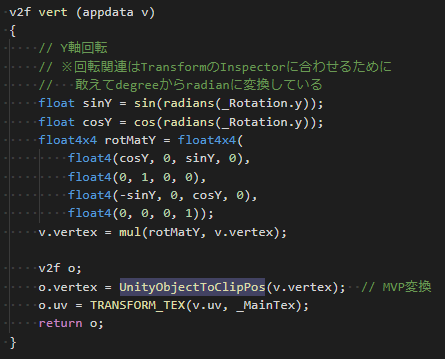 v2f vert (appdata v)
{
    // Y軸回転
    // ※回転関連はTransformのInspectorに合わせるために
    //   敢えてdegreeからradianに変換している
    float sinY = sin(radians(_Rotation.y));
    float cosY = cos(radians(_Rotation.y));
    float4x4 rotMatY = float4x4(
        float4(cosY, 0, sinY, 0),
        float4(0, 1, 0, 0),
        float4(-sinY, 0, cosY, 0),
        float4(0, 0, 0, 1));
    v.vertex = mul(rotMatY, v.vertex);

    v2f o;
    o.vertex = UnityObjectToClipPos(v.vertex);  // MVP変換
    o.uv = TRANSFORM_TEX(v.uv, _MainTex);
    return o;
}